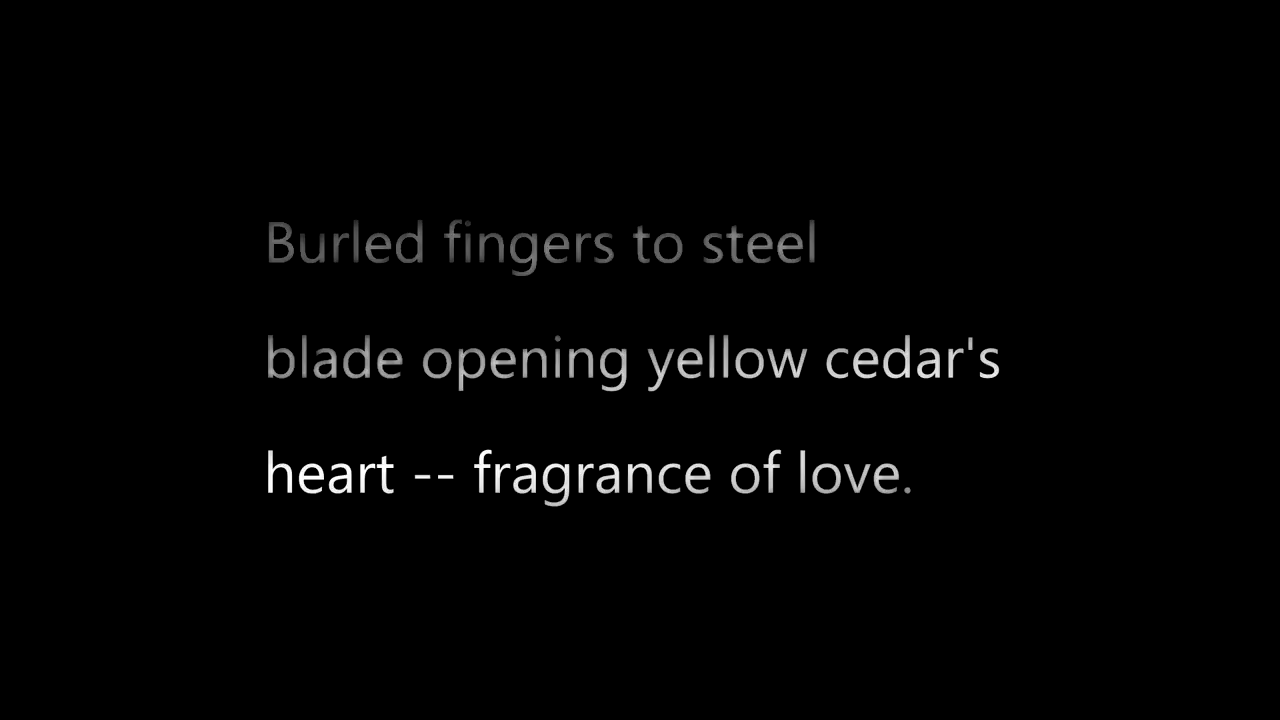 Burled fingers to steel
blade opening yellow cedar's
heart -- fragrance of love.